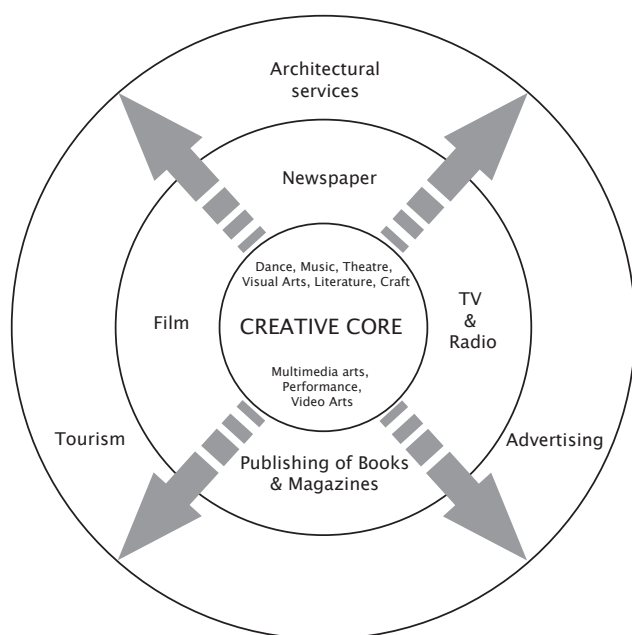 Architectural
services
Newspaper
Dance, Music, Theatre,
Visual Arts, Literature, Craft
Film
CREATIVE CORE
TV
&
Radio
Multimedia arts,
Performance,
Video Arts
Tourism
Advertising
Publishing of Books
& Magazines